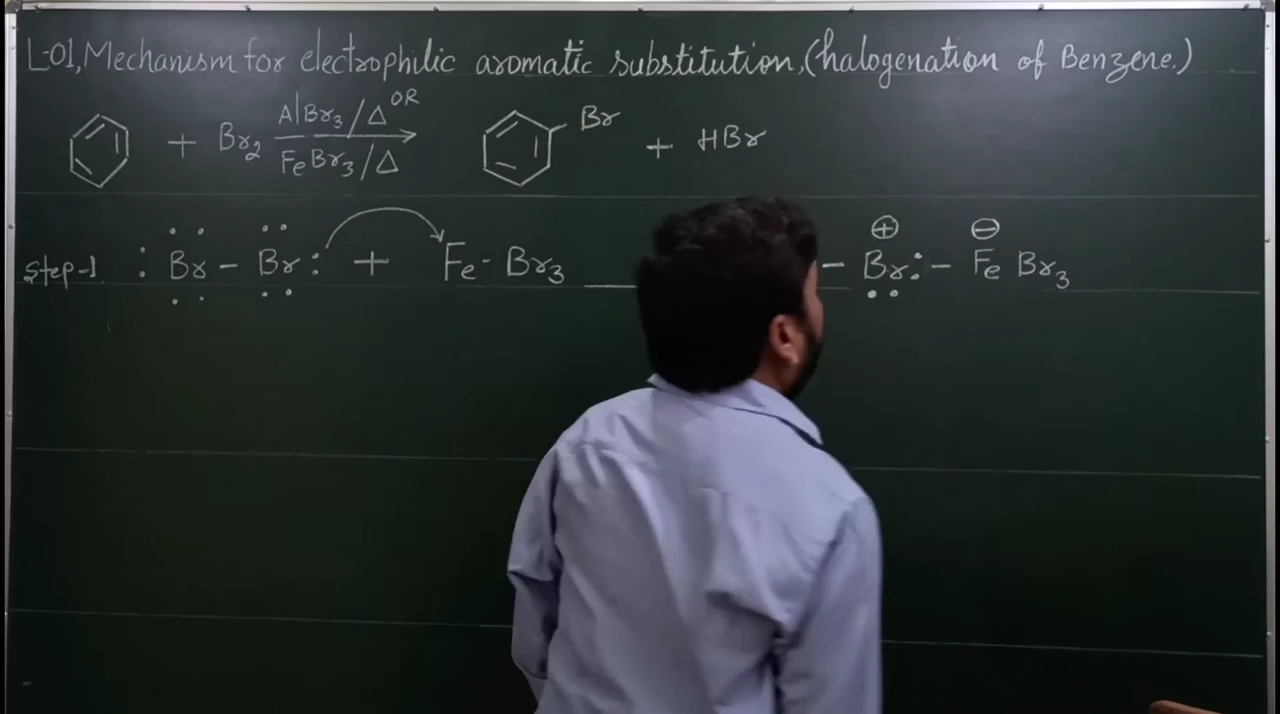 L-01, Mechanism for electrophilic aromatic substitution, (halogenation of Benzene.)
+ Br₂ AlBr₃/Δ OR FeBr₃/Δ Br + HBr
Step-1 : Br - Br : + Fe - Br₃ - Br: - Fe Br₃ ⊕ ⊖